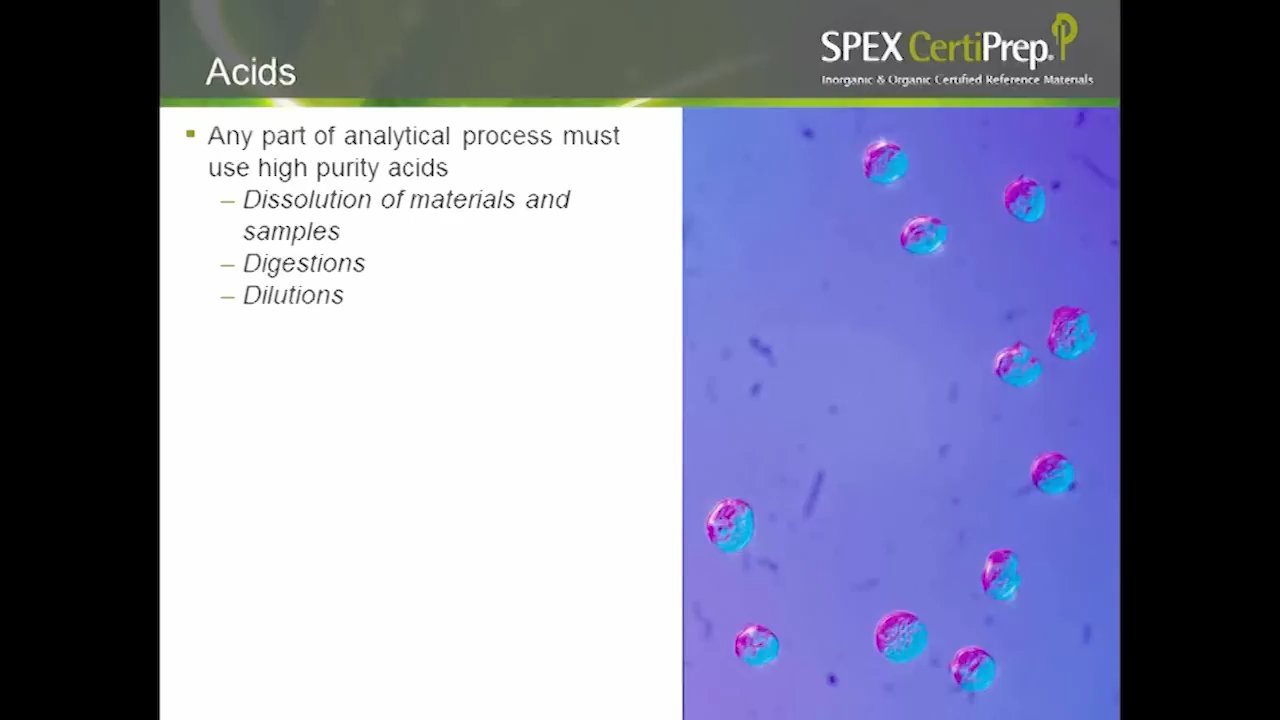 Acids
SPEX CertiPrep®
Inorganic & Organic Certified Reference Materials
▪ Any part of analytical process must
use high purity acids
– Dissolution of materials and
samples
– Digestions
– Dilutions